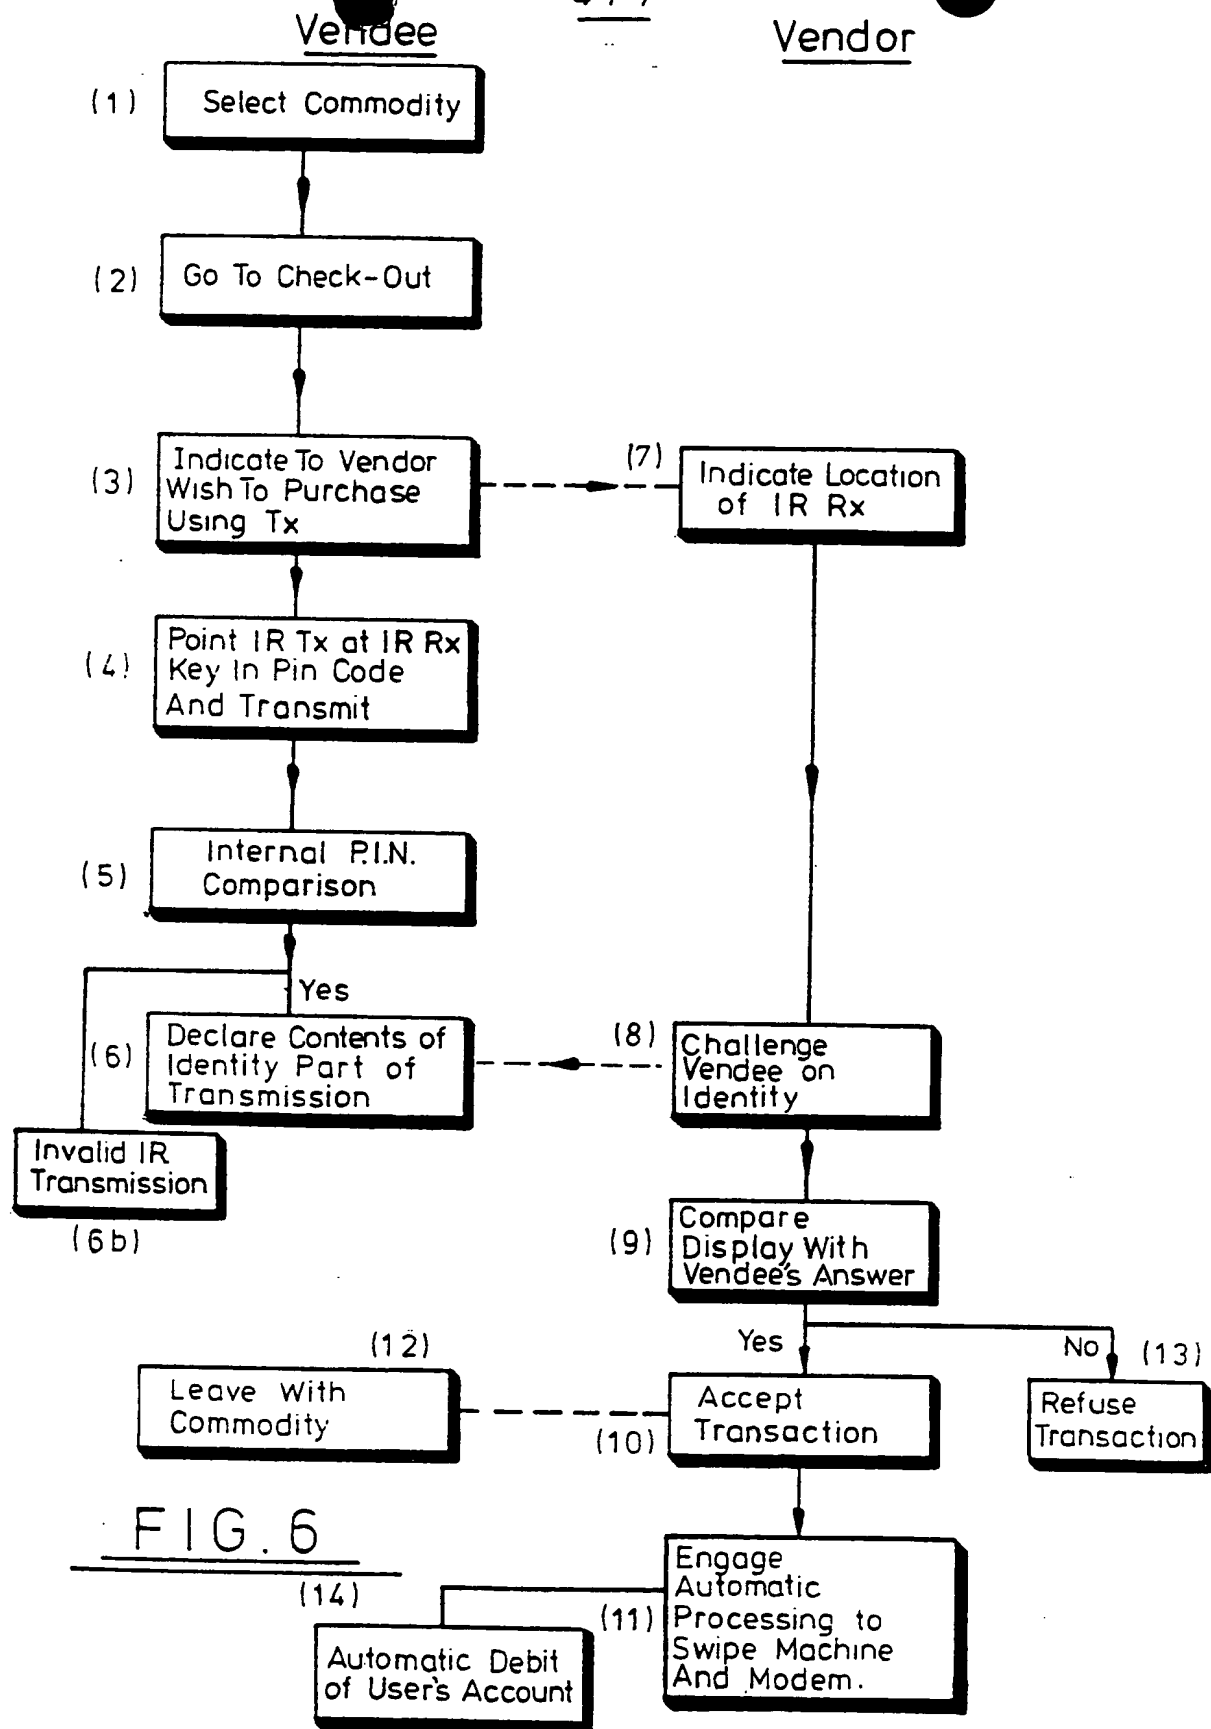 Vendee
Vendor
(1)
Select Commodity
(2)
Go To Check-Out
(3)
Indicate To Vendor
Wish To Purchase
Using Tx
(7)
Indicate Location
of IR Rx
(4)
Point IR Tx at IR Rx
Key In Pin Code
And Transmit
(5)
Internal P.I.N.
Comparison
Yes
(6)
Declare Contents of
Identity Part of
Transmission
(8)
Challenge
Vendee on
Identity
Invalid IR
Transmission
(6b)
(9)
Compare
Display With
Vendee's Answer
Yes
No
(12)
Leave With
Commodity
(10)
Accept
Transaction
(13)
Refuse
Transaction
FIG.6
(11)
Engage
Automatic
Processing to
Swipe Machine
And Modem.
(14)
Automatic Debit
of User's Account